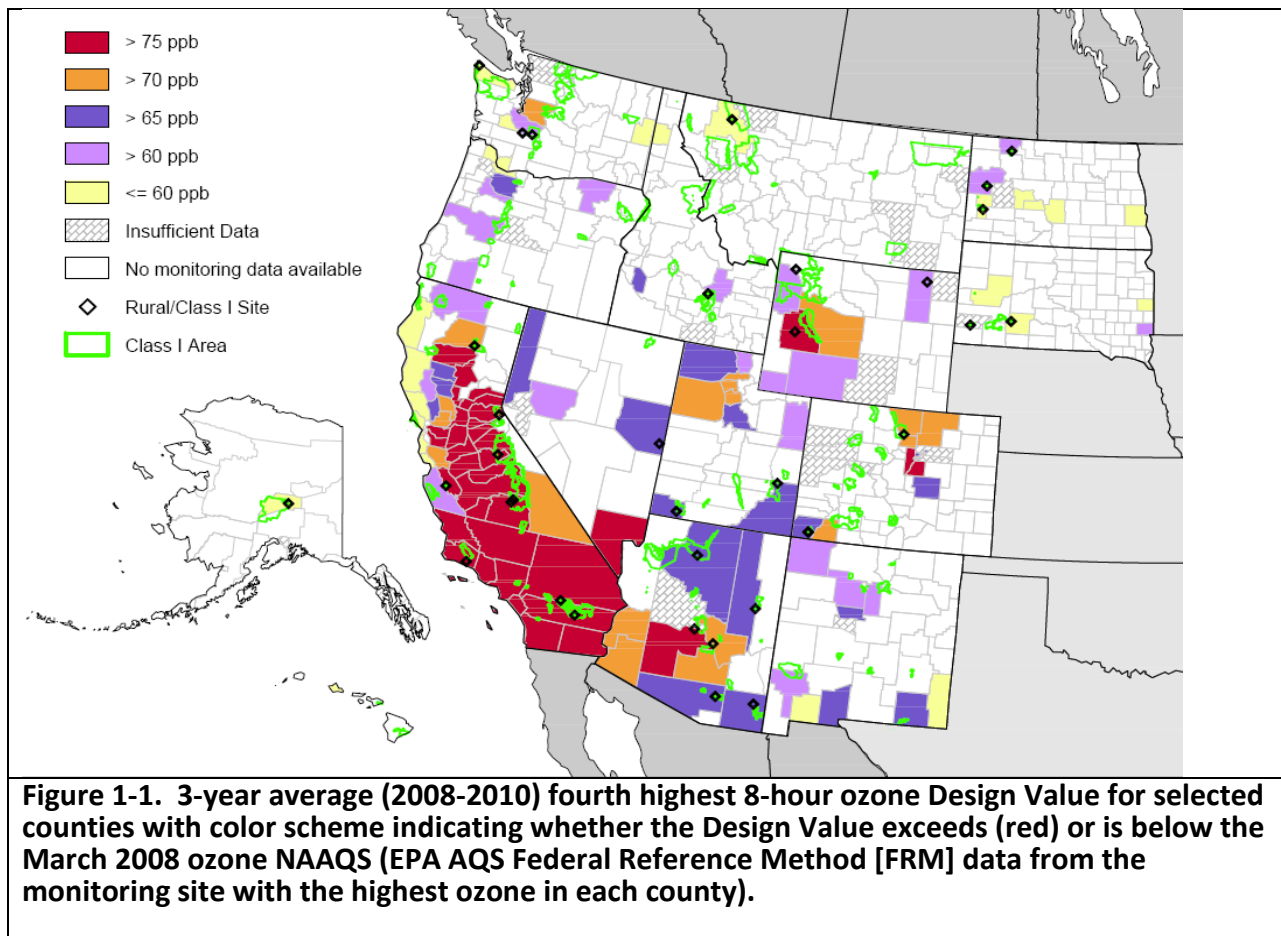 > 75 ppb
> 70 ppb
> 65 ppb
> 60 ppb
<= 60 ppb
Insufficient Data
No monitoring data available
Rural/Class I Site
Class I Area
Figure 1-1. 3-year average (2008-2010) fourth highest 8-hour ozone Design Value for selected
counties with color scheme indicating whether the Design Value exceeds (red) or is below the
March 2008 ozone NAAQS (EPA AQS Federal Reference Method [FRM] data from the
monitoring site with the highest ozone in each county).